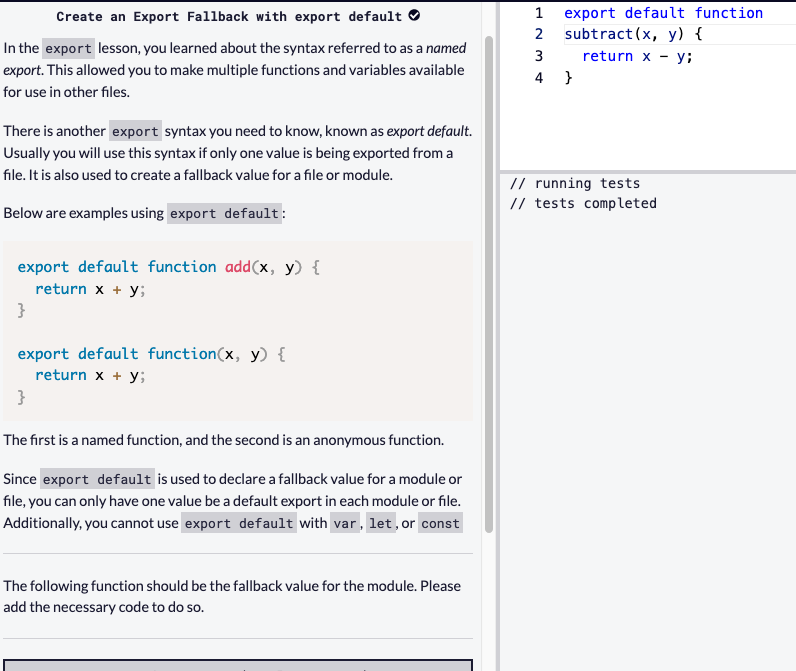 Create an Export Fallback with export default
In the export lesson, you learned about the syntax referred to as a named
export. This allowed you to make multiple functions and variables available
for use in other files.
There is another export syntax you need to know, known as export default.
Usually you will use this syntax if only one value is being exported from a
file. It is also used to create a fallback value for a file or module.
Below are examples using export default:
export default function add(x, y) {
  return x + y;
}
export default function(x, y) {
  return x + y;
}
The first is a named function, and the second is an anonymous function.
Since export default is used to declare a fallback value for a module or
file, you can only have one value be a default export in each module or file.
Additionally, you cannot use export default with var, let, or const
The following function should be the fallback value for the module. Please
add the necessary code to do so.
1 export default function
2 subtract(x, y) {
3   return x - y;
4 }
// running tests
// tests completed